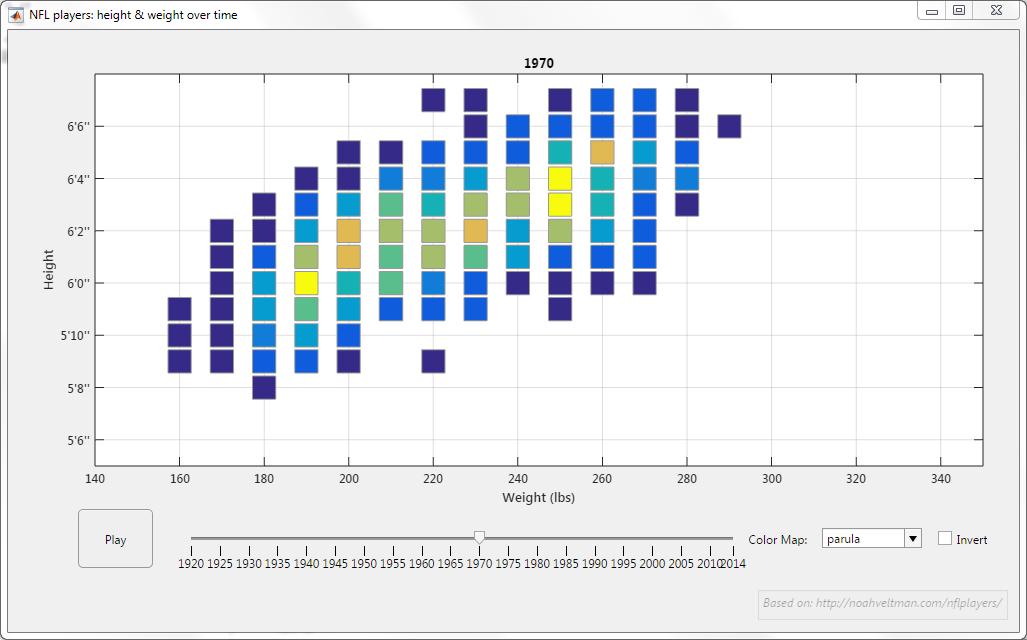 NFL players: height & weight over time
1970
6'6''
6'4''
6'2''
6'0''
5'10''
5'8''
5'6''
Height
140 160 180 200 220 240 260 280 300 320 340
Weight (lbs)
Play
1920 1925 1930 1935 1940 1945 1950 1955 1960 1965 1970 1975 1980 1985 1990 1995 2000 2005 2010 2014
Color Map: parula Invert
Based on: http://noahveltman.com/nflplayers/